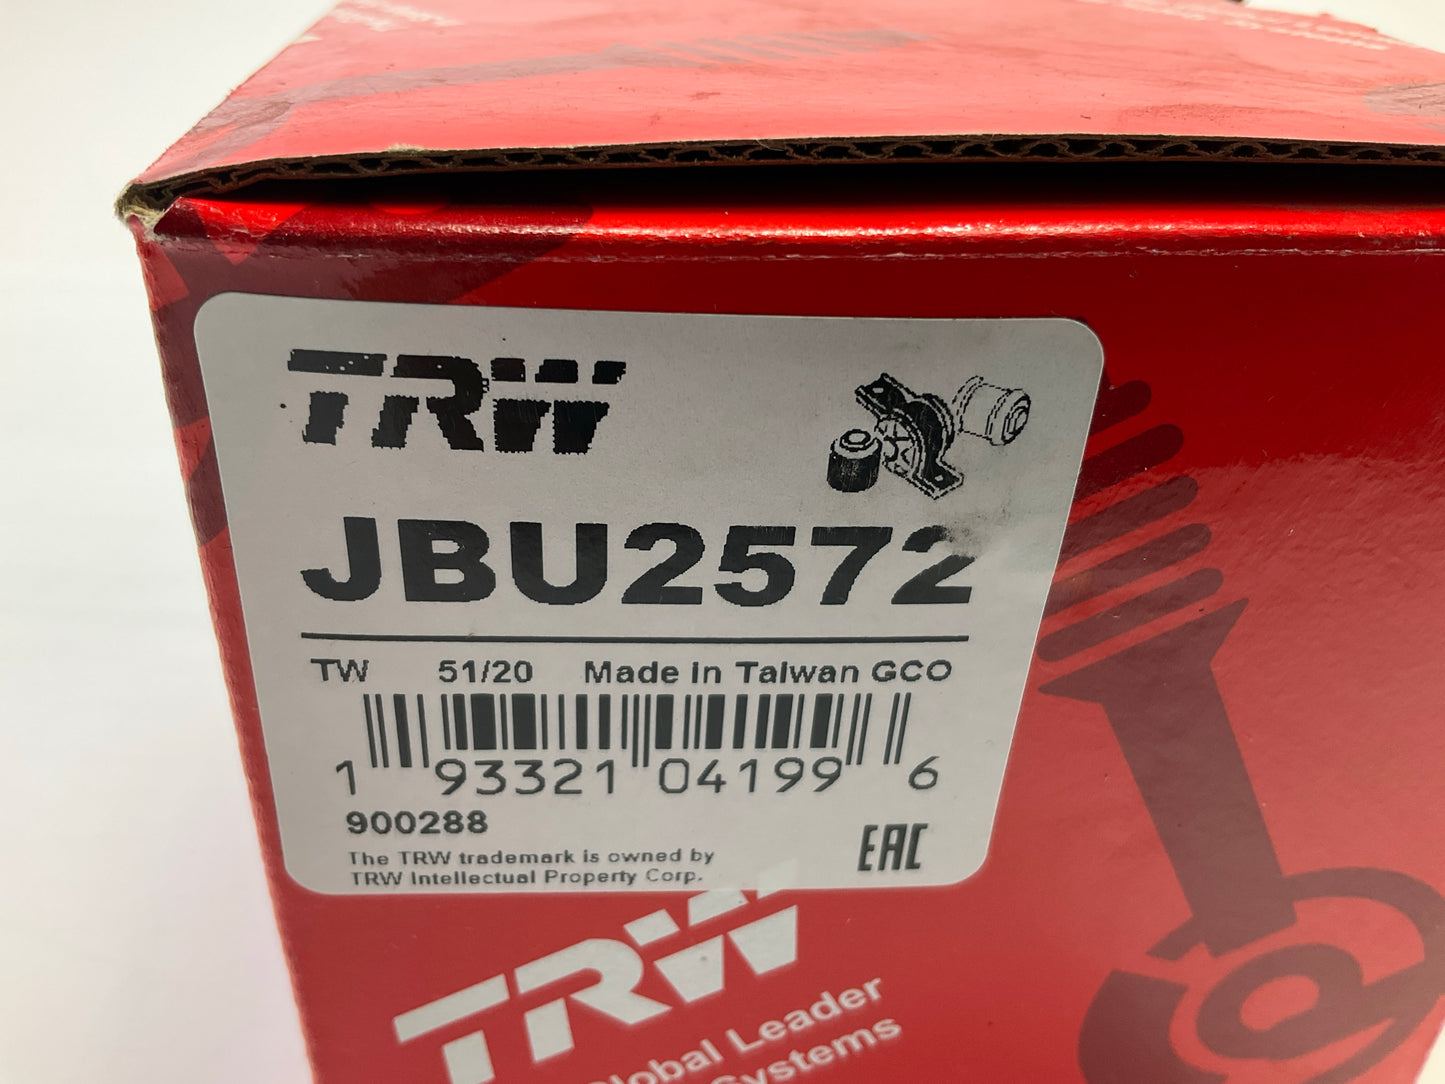 TRW
JBU2572
TW 51/20 Made in Taiwan GCO
1 93321 04199 6
900288
EAC
The TRW trademark is owned by
TRW Intellectual Property Corp.
TRW
Global Leader
Systems